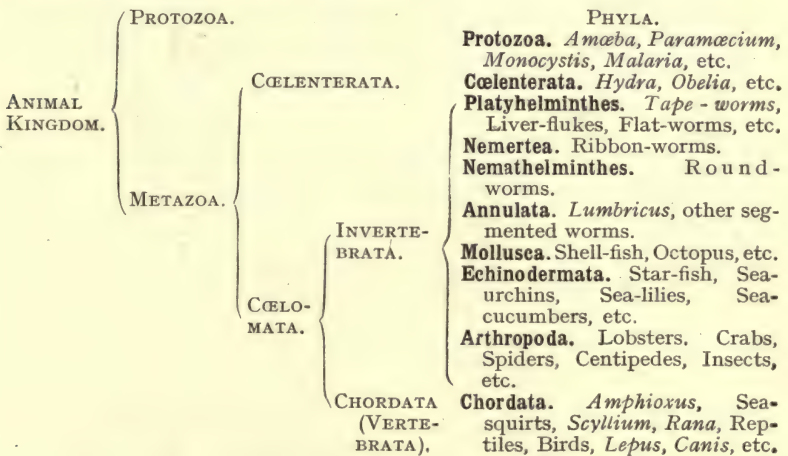 PROTOZOA.
CŒLENTERATA.
ANIMAL
KINGDOM.
METAZOA.
INVERTE-
BRATA.
CŒLO-
MATA.
CHORDATA
(VERTE-
BRATA).
PHYLA.
Protozoa. Amœba, Paramœcium,
Monocystis, Malaria, etc.
Cœlenterata. Hydra, Obelia, etc.
Platyhelminthes. Tape-worms,
Liver-flukes, Flat-worms, etc.
Nemertea. Ribbon-worms.
Nemathelminthes. Round-
worms.
Annulata. Lumbricus, other seg-
mented worms.
Mollusca. Shell-fish, Octopus, etc.
Echinodermata. Star-fish, Sea-
urchins, Sea-lilies, Sea-
cucumbers, etc.
Arthropoda. Lobsters. Crabs,
Spiders, Centipedes, Insects,
etc.
Chordata. Amphioxus, Sea-
squirts, Scyllium, Rana, Rep-
tiles, Birds, Lepus, Canis, etc.